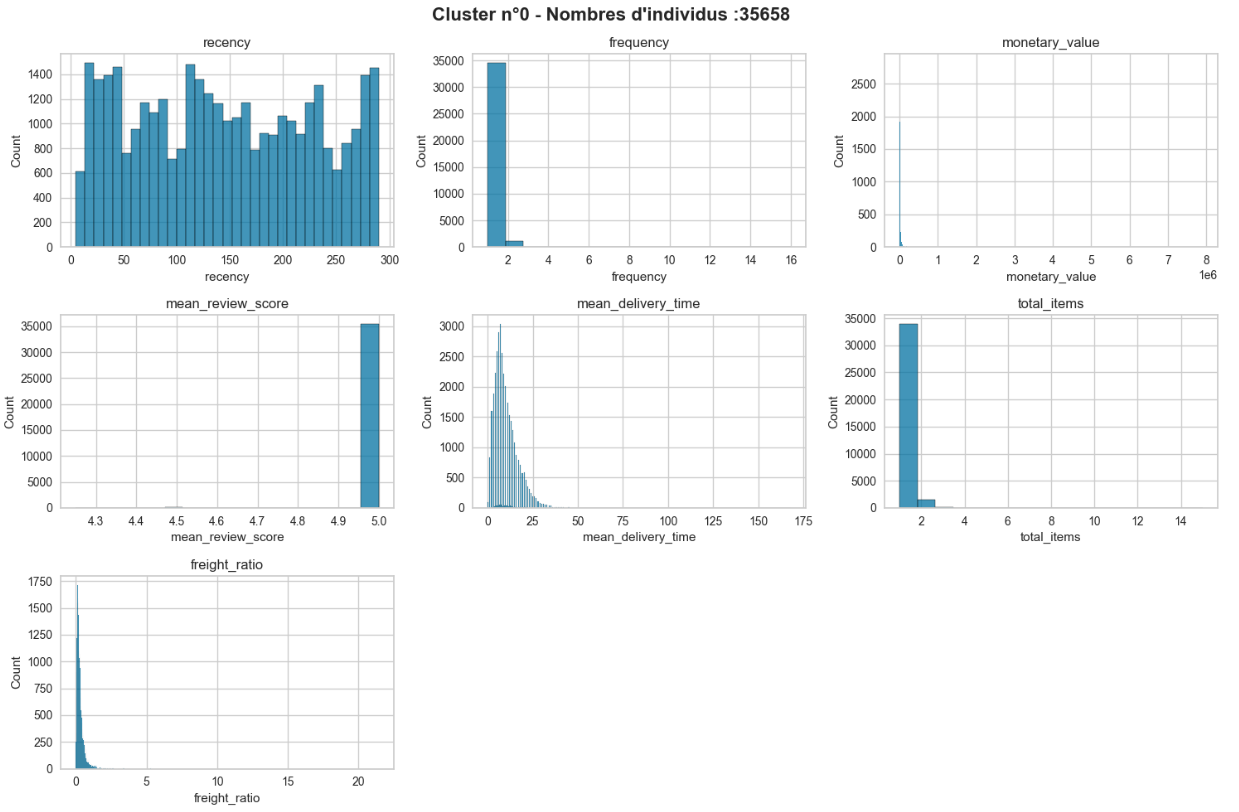 Cluster n°0 - Nombres d'individus :35658
recency
1400
1200
1000
800
600
400
200
0
Count
0 50 100 150 200 250 300
recency
frequency
35000
30000
25000
20000
15000
10000
5000
0
Count
2 4 6 8 10 12 14 16
frequency
monetary_value
2500
2000
1500
1000
500
0
Count
0 1 2 3 4 5 6 7 8
1e6
monetary_value
mean_review_score
35000
30000
25000
20000
15000
10000
5000
0
Count
4.3 4.4 4.5 4.6 4.7 4.8 4.9 5.0
mean_review_score
mean_delivery_time
3000
2500
2000
1500
1000
500
0
Count
0 25 50 75 100 125 150 175
mean_delivery_time
total_items
35000
30000
25000
20000
15000
10000
5000
0
Count
2 4 6 8 10 12 14
total_items
freight_ratio
1750
1500
1250
1000
750
500
250
0
Count
0 5 10 15 20
freight_ratio